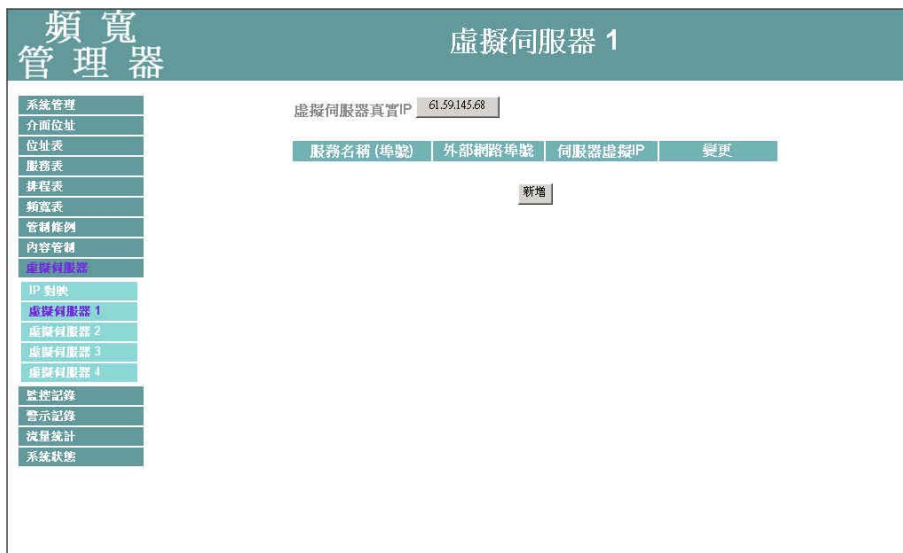 頻 寬
管 理 器
虛擬伺服器 1
系統管理
介面位址
位址表
服務表
排程表
頻寬表
管制條例
內容管制
虛擬伺服器
IP 對映
虛擬伺服器 1
虛擬伺服器 2
虛擬伺服器 3
虛擬伺服器 4
監控記錄
警示記錄
流量統計
系統狀態
虛擬伺服器真實IP 61.59.145.68
服務名稱 (埠號) 外部網路埠號 伺服器虛擬IP 變更
新增